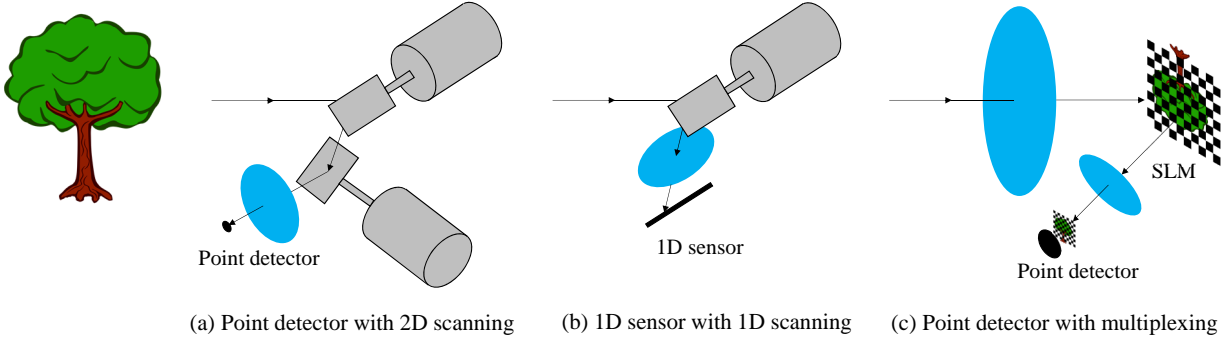 SLM
Point detector
1D sensor
Point detector
(a) Point detector with 2D scanning
(b) 1D sensor with 1D scanning
(c) Point detector with multiplexing